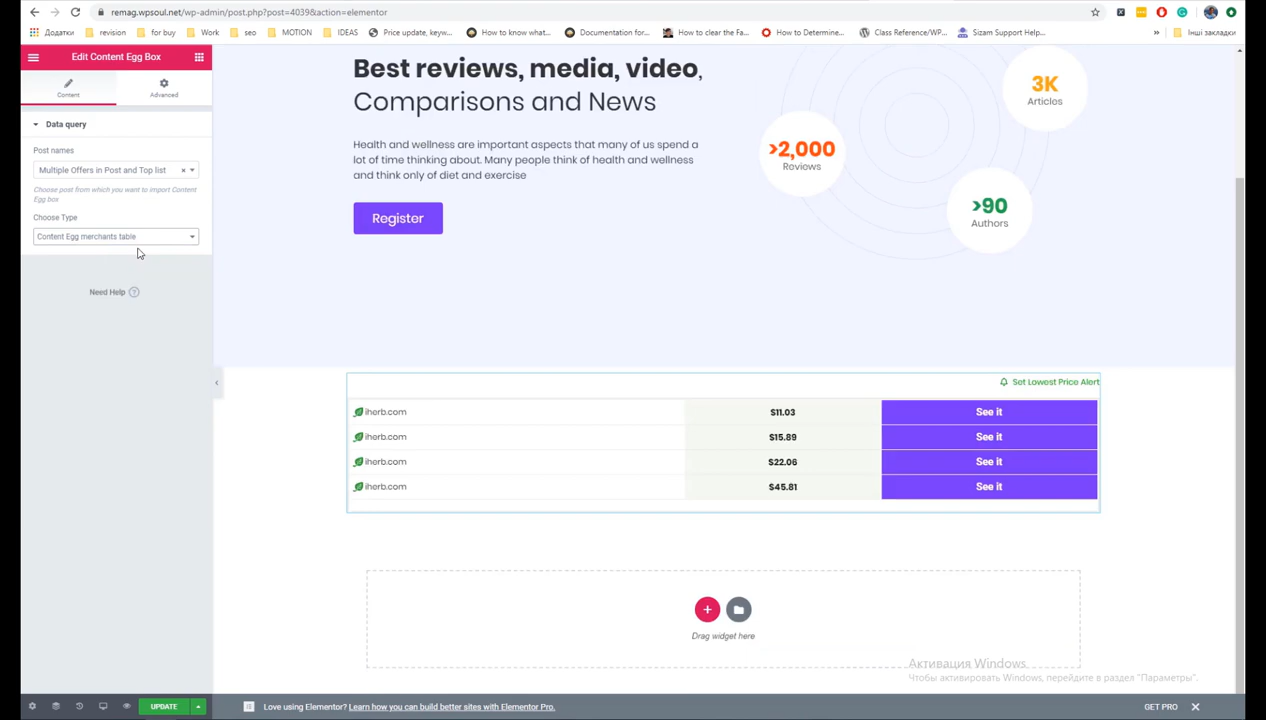 remag.wpsoul.net/wp-admin/post.php?post=4039&action=elementor
Додатки
revision
for buy
Work
seo
MOTION
IDEAS
Price update, keyw...
How to know what...
Documentation for...
How to clear the Fa...
How to Determine...
Class Reference/WP...
Sizam Support Help...
»
Інші закладки
Edit Content Egg Box
Content
Advanced
Data query
Post names
Multiple Offers in Post and Top list
×
Choose post from which you want to import Content
Egg box
Choose Type
Content Egg merchants table
Need Help ?
Best reviews, media, video,
Comparisons and News
Health and wellness are important aspects that many of us spend a
lot of time thinking about. Many people think of health and wellness
and think only of diet and exercise
Register
3K
Articles
>2,000
Reviews
>90
Authors
Set Lowest Price Alert
iherb.com $11.03 See it
iherb.com $15.89 See it
iherb.com $22.06 See it
iherb.com $45.81 See it
Drag widget here
Активация Windows
Чтобы активировать Windows, перейдите в раздел "Параметры".
UPDATE
Love using Elementor? Learn how you can build better sites with Elementor Pro.
GET PRO